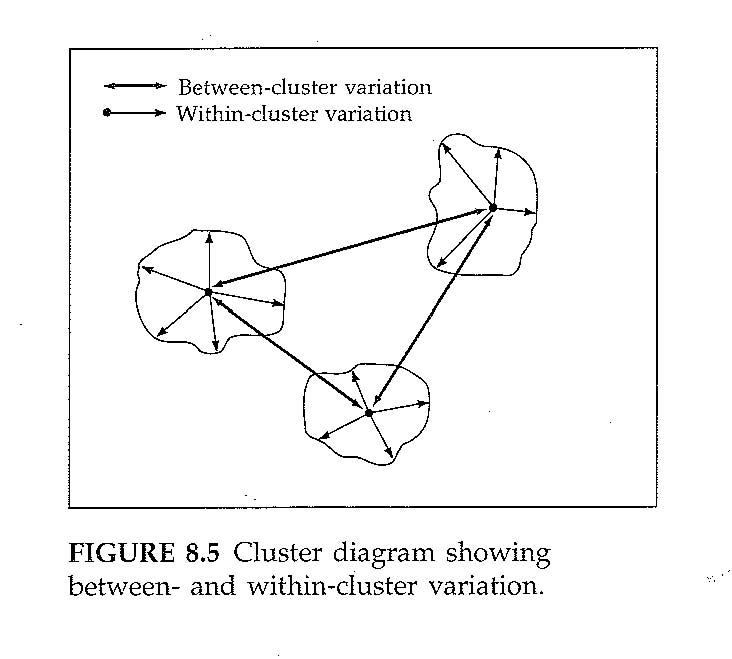 Between-cluster variation
Within-cluster variation
FIGURE 8.5 Cluster diagram showing
between- and within-cluster variation.